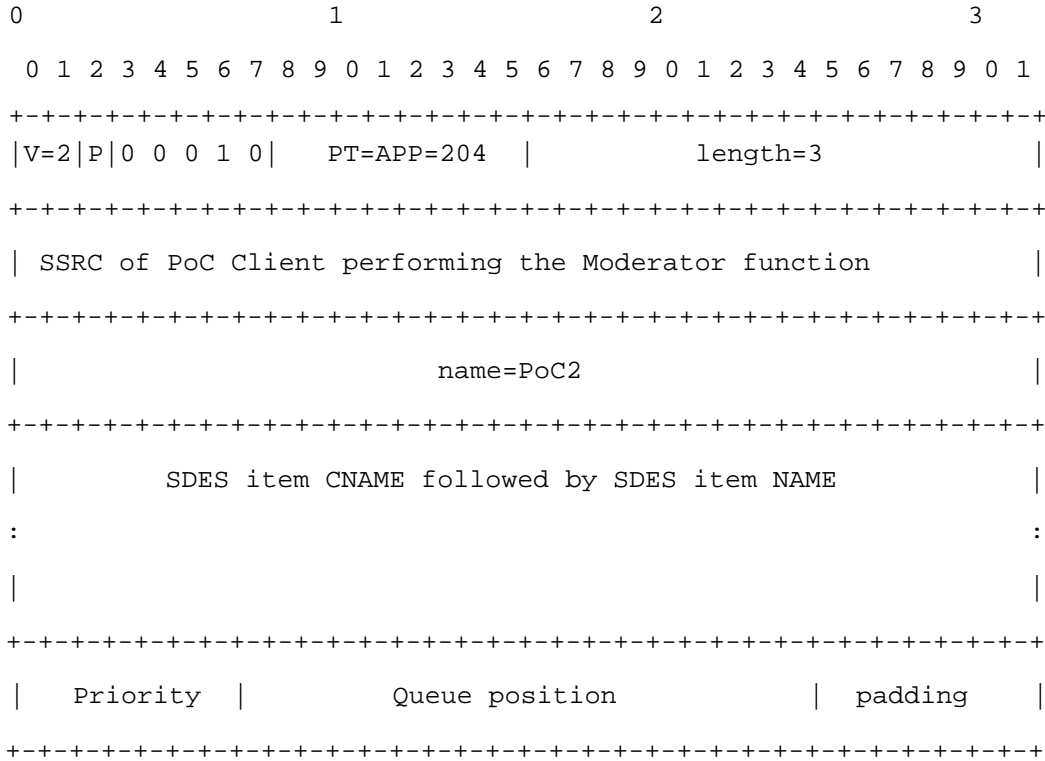 0                   1                   2                   3
 0 1 2 3 4 5 6 7 8 9 0 1 2 3 4 5 6 7 8 9 0 1 2 3 4 5 6 7 8 9 0 1
+-+-+-+-+-+-+-+-+-+-+-+-+-+-+-+-+-+-+-+-+-+-+-+-+-+-+-+-+-+-+-+-+
|V=2|P|0 0 0 1 0|   PT=APP=204  |          length=3             |
+-+-+-+-+-+-+-+-+-+-+-+-+-+-+-+-+-+-+-+-+-+-+-+-+-+-+-+-+-+-+-+-+
| SSRC of PoC Client performing the Moderator function          |
+-+-+-+-+-+-+-+-+-+-+-+-+-+-+-+-+-+-+-+-+-+-+-+-+-+-+-+-+-+-+-+-+
|                          name=PoC2                            |
+-+-+-+-+-+-+-+-+-+-+-+-+-+-+-+-+-+-+-+-+-+-+-+-+-+-+-+-+-+-+-+-+
|         SDES item CNAME followed by SDES item NAME            |
:                                                               :
|                                                               |
+-+-+-+-+-+-+-+-+-+-+-+-+-+-+-+-+-+-+-+-+-+-+-+-+-+-+-+-+-+-+-+-+
|   Priority  |         Queue position            |  padding    |
+-+-+-+-+-+-+-+-+-+-+-+-+-+-+-+-+-+-+-+-+-+-+-+-+-+-+-+-+-+-+-+-+